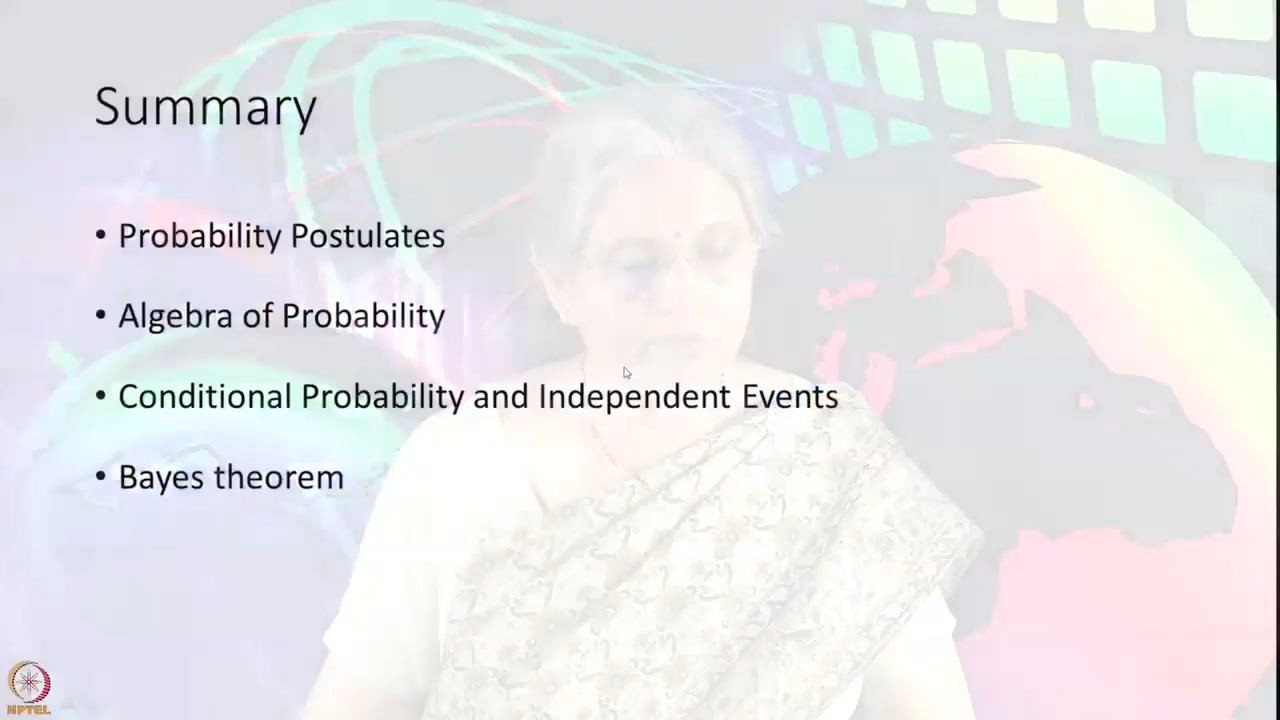 Summary
• Probability Postulates
• Algebra of Probability
• Conditional Probability and Independent Events
• Bayes theorem
NPTEL